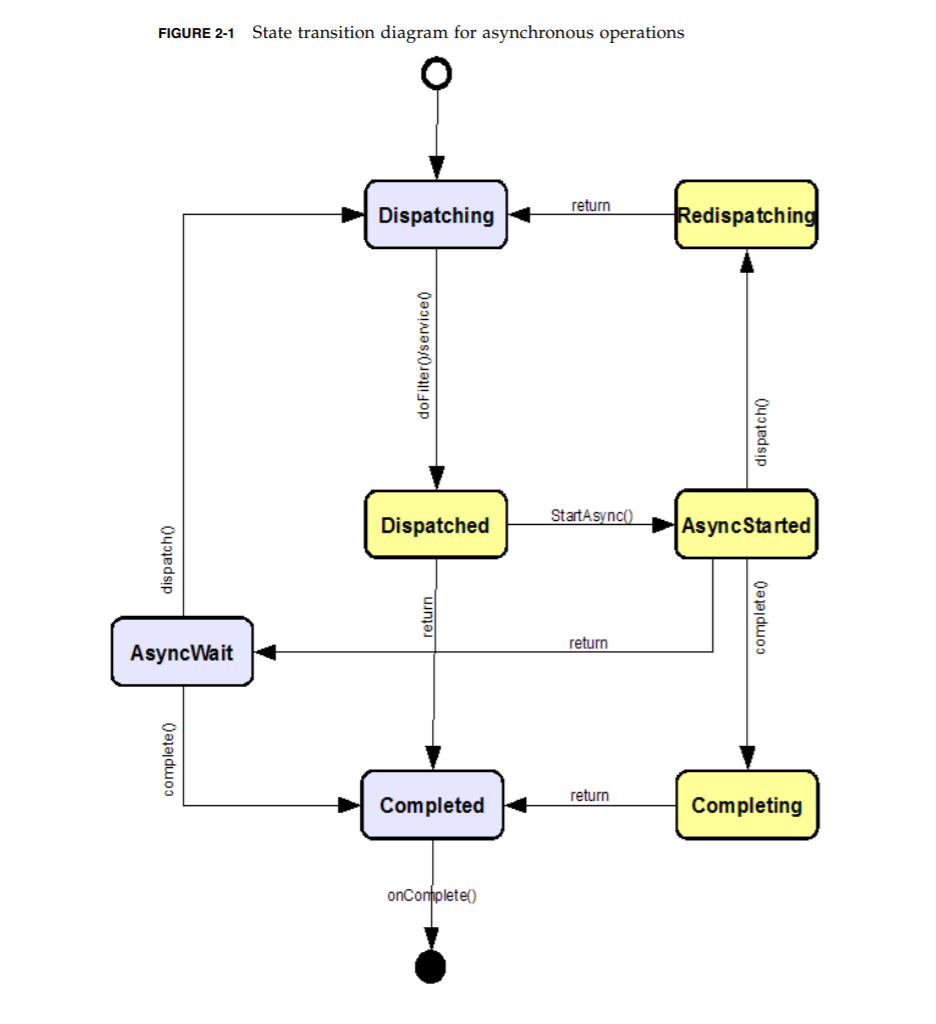 FIGURE 2-1 State transition diagram for asynchronous operations
Dispatching
return
Redispatching
doFilter()/service()
dispatch()
Dispatched
StartAsync()
AsyncStarted
dispatch()
return
complete()
AsyncWait
return
complete()
Completed
return
Completing
onComplete()